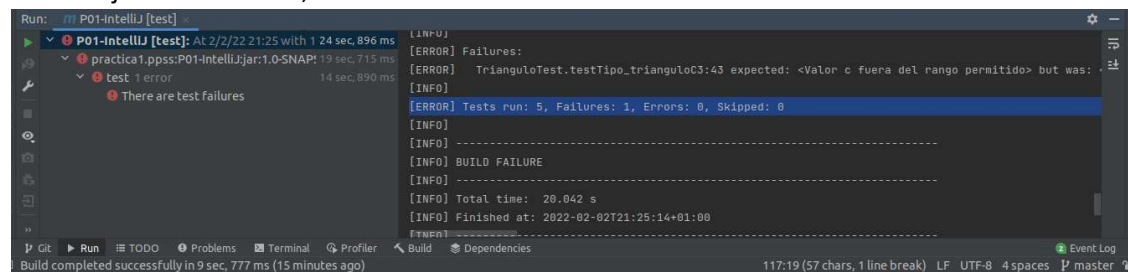 Run: m P01-IntelliJ [test] ×
P01-IntelliJ [test]: At 2/2/22 21:25 with 1 24 sec, 896 ms
practica1.ppss:P01-IntelliJ:jar:1.0-SNAP! 19 sec, 715 ms
test 1 error 14 sec, 890 ms
There are test failures
[INFO]
[ERROR] Failures:
[ERROR]   TrianguloTest.testTipo_trianguloC3:43 expected: <Valor c fuera del rango permitido> but was:
[INFO]
[ERROR] Tests run: 5, Failures: 1, Errors: 0, Skipped: 0
[INFO]
[INFO] ------------------------------------------------------------------------
[INFO] BUILD FAILURE
[INFO] ------------------------------------------------------------------------
[INFO] Total time:  20.042 s
[INFO] Finished at: 2022-02-02T21:25:14+01:00
[INFO] ------------------------------------------------------------------------
Git Run TODO Problems Terminal Profiler Build Dependencies 2 Event Log
Build completed successfully in 9 sec, 777 ms (15 minutes ago) 117:19 (57 chars, 1 line break) LF UTF-8 4 spaces master